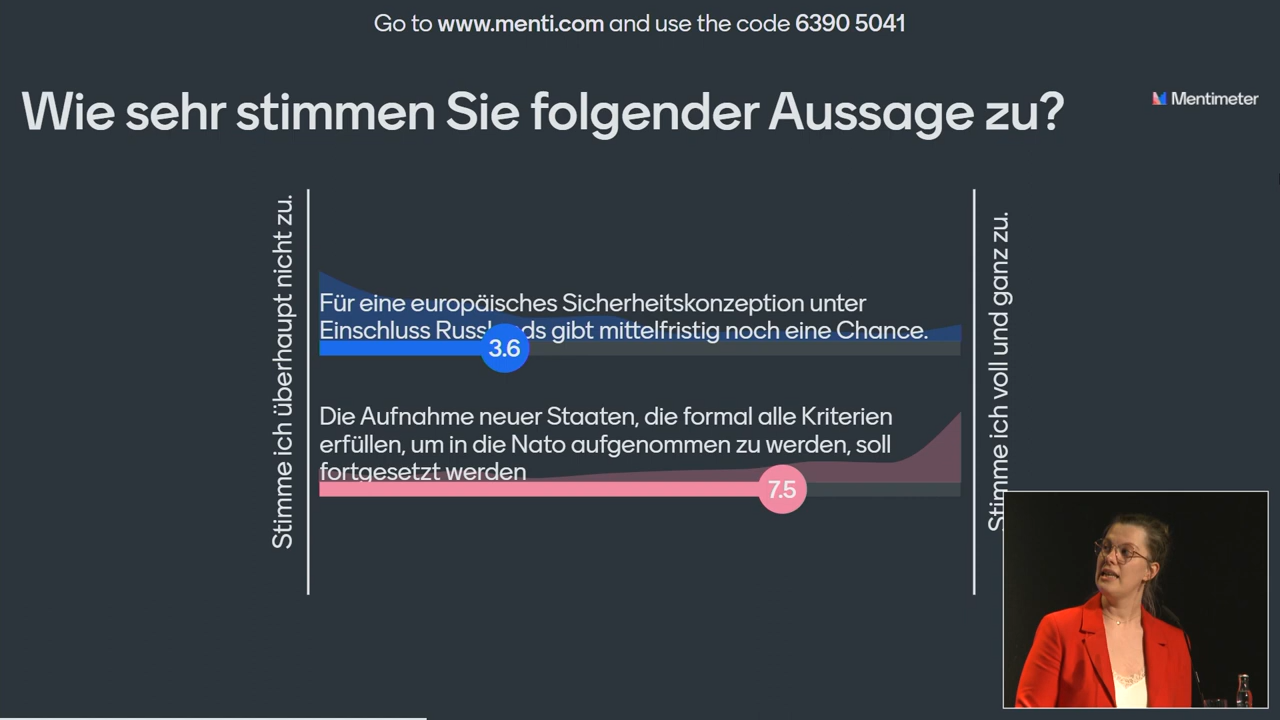 Go to www.menti.com and use the code 6390 5041
Wie sehr stimmen Sie folgender Aussage zu?
Mentimeter
Stimme ich überhaupt nicht zu.
Für eine europäisches Sicherheitskonzeption unter
Einschluss Russlands gibt mittelfristig noch eine Chance.
3.6
Die Aufnahme neuer Staaten, die formal alle Kriterien
erfüllen, um in die Nato aufgenommen zu werden, soll
fortgesetzt werden
7.5
Stimme ich voll und ganz zu.